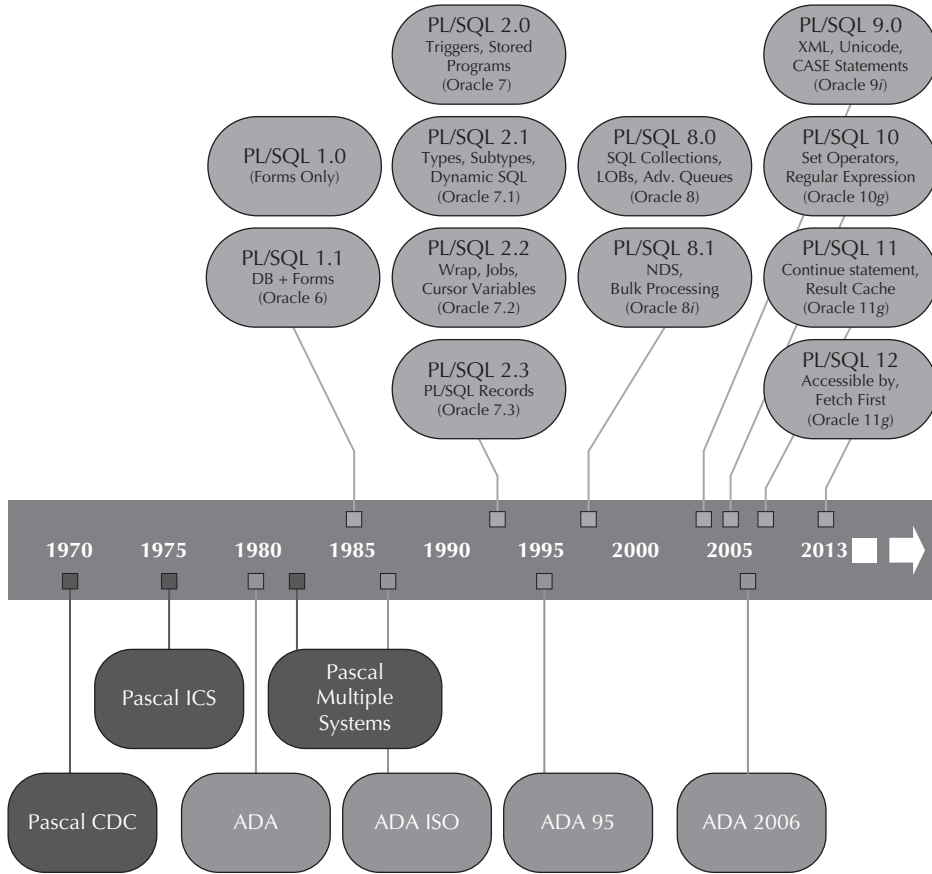 PL/SQL 1.0
(Forms Only)
PL/SQL 1.1
DB + Forms
(Oracle 6)
PL/SQL 2.0
Triggers, Stored
Programs
(Oracle 7)
PL/SQL 2.1
Types, Subtypes,
Dynamic SQL
(Oracle 7.1)
PL/SQL 2.2
Wrap, Jobs,
Cursor Variables
(Oracle 7.2)
PL/SQL 2.3
PL/SQL Records
(Oracle 7.3)
PL/SQL 8.0
SQL Collections,
LOBs, Adv. Queues
(Oracle 8)
PL/SQL 8.1
NDS,
Bulk Processing
(Oracle 8i)
PL/SQL 9.0
XML, Unicode,
CASE Statements
(Oracle 9i)
PL/SQL 10
Set Operators,
Regular Expression
(Oracle 10g)
PL/SQL 11
Continue statement,
Result Cache
(Oracle 11g)
PL/SQL 12
Accessible by,
Fetch First
(Oracle 11g)
1970 1975 1980 1985 1990 1995 2000 2005 2013
Pascal ICS
Pascal
Multiple
Systems
Pascal CDC
ADA
ADA ISO
ADA 95
ADA 2006